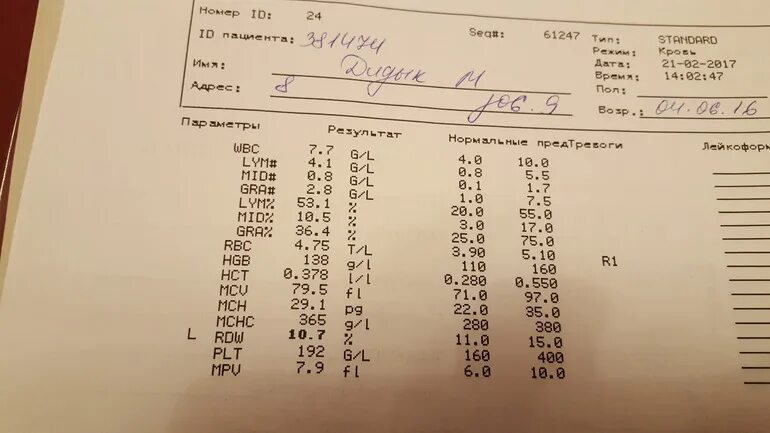 Номер ID: 24 Seq#: 61247 Тип: STANDARD
Режим: Кровь
ID пациента: 381474 Дата: 21-02-2017
Время: 14:02:47
Имя: Дидык М Пол:
Адрес: 8 Возр.: 04.06.16
Параметры Результат Нормальные предТревоги Лейкоформ
WBC 7.7 G/L 4.0 10.0
LYM# 4.1 G/L 0.8 5.5
MID# 0.8 G/L 0.1 1.7
GRA# 2.8 G/L 1.0 7.5
LYM% 53.1 % 20.0 55.0
MID% 10.5 % 3.0 17.0
GRA% 36.4 % 25.0 75.0
RBC 4.75 T/L 3.90 5.10 R1
HGB 138 g/l 110 160
HCT 0.378 l/l 0.280 0.550
MCV 79.5 fl 71.0 97.0
MCH 29.1 pg 22.0 35.0
MCHC 365 g/l 280 380
L RDW 10.7 % 11.0 15.0
PLT 192 G/L 160 400
MPV 7.9 fl 6.0 10.0